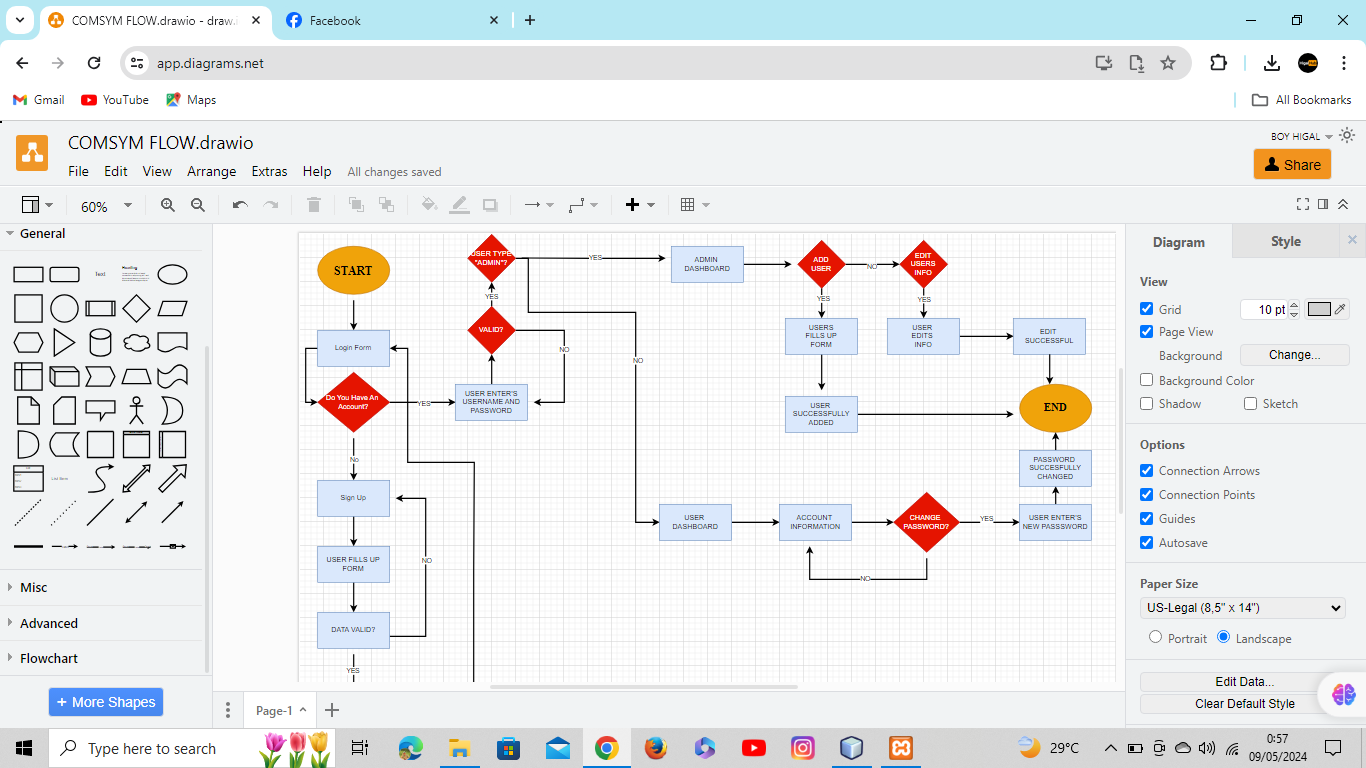 COMSYM FLOW.drawio - draw.i
Facebook
app.diagrams.net
Gmail
YouTube
Maps
All Bookmarks
COMSYM FLOW.drawio
BOY HIGAL
File
Edit
View
Arrange
Extras
Help
All changes saved
Share
60%
General
Text
Heading
List Item
Misc
Advanced
Flowchart
+ More Shapes
START
Login Form
Do You Have An
Account?
YES
No
Sign Up
USER FILLS UP
FORM
DATA VALID?
NO
YES
USER TYPE
"ADMIN"?
YES
VALID?
NO
USER ENTER'S
USERNAME AND
PASSWORD
YES
NO
ADMIN
DASHBOARD
ADD
USER
NO
EDIT
USERS
INFO
YES
YES
USERS
FILLS UP
FORM
USER
EDITS
INFO
EDIT
SUCCESSFUL
USER
SUCCESSFULLY
ADDED
END
PASSWORD
SUCCESFULLY
CHANGED
USER
DASHBOARD
ACCOUNT
INFORMATION
CHANGE
PASSWORD?
YES
USER ENTER'S
NEW PASSSWORD
NO
Diagram
Style
View
Grid
10 pt
Page View
Background
Change...
Background Color
Shadow
Sketch
Options
Connection Arrows
Connection Points
Guides
Autosave
Paper Size
US-Legal (8,5" x 14")
Portrait
Landscape
Edit Data...
Clear Default Style
Page-1
Type here to search
29°C
0:57
09/05/2024